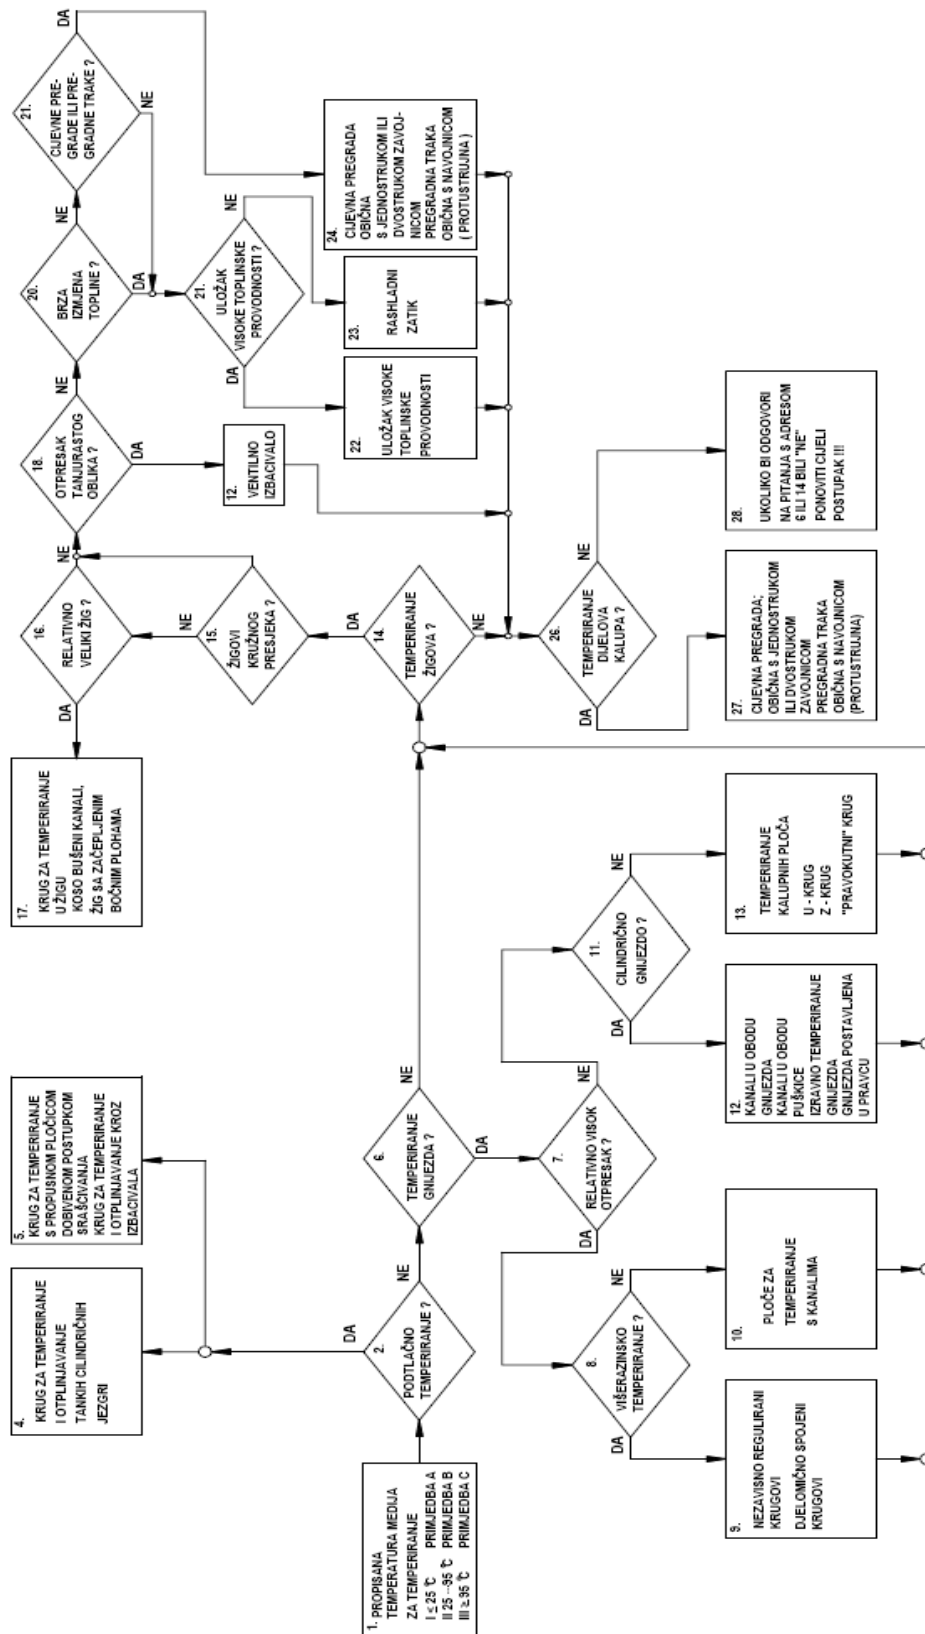 1. PROPISANA
TEMPERATURA MEDIJA
ZA TEMPERIRANJE
I ≤ 25 °C PRIMJEDBA A
II 25 –95 °C PRIMJEDBA B
III ≥ 95 °C PRIMJEDBA C
2.
PODTLAČNO
TEMPERIRANJE ?
DA
NE
4.
KRUG ZA TEMPERIRANJE
I OTPLINJAVANJE
TANKIH CILINDRIČNIH
JEZGRI
5.
KRUG ZA TEMPERIRANJE
S PROPUSNOM PLOČICOM
DOBIVENOM POSTUPKOM
SRAŠĆIVANJA
KRUG ZA TEMPERIRANJE
I OTPLINJAVANJE KROZ
IZBACIVALA
6.
TEMPERIRANJE
GNIJEZDA ?
NE
DA
7.
RELATIVNO VISOK
OTPRESAK ?
DA
NE
8.
VIŠERAZINSKO
TEMPERIRANJE ?
DA
NE
9.
NEZAVISNO REGULIRANI
KRUGOVI
DJELOMIČNO SPOJENI
KRUGOVI
10.
PLOČE ZA
TEMPERIRANJE
S KANALIMA
11.
CILINDRIČNO
GNIJEZDO ?
DA
NE
12.
KANALI U OBODU
GNIJEZDA
KANALI U OBODU
PUŠKICE
IZRAVNO TEMPERIRANJE
GNIJEZDA
GNIJEZDA POSTAVLJENA
U PRAVCU
13.
TEMPERIRANJE
KALUPNIH PLOČA
U - KRUG
Z - KRUG
"PRAVOKUTNI" KRUG
14.
TEMPERIRANJE
ŽIGOVA ?
DA
NE
15.
ŽIGOVI
KRUŽNOG
PRESJEKA ?
NE
16.
RELATIVNO
VELIKI ŽIG ?
DA
NE
17.
KRUG ZA TEMPERIRANJE
U ŽIGU
KOSO BUŠENI KANALI,
ŽIG SA ZAČEPLJENIM
BOČNIM PLOHAMA
18.
OTPRESAK
TANJURASTOG
OBLIKA ?
NE
DA
12.
VENTILNO
IZBACIVALO
20.
BRZA
IZMJENA
TOPLINE ?
NE
DA
21.
CIJEVNE PRE-
GRADE ILI PRE-
GRADNE TRAKE ?
DA
NE
21.
ULOŽAK
VISOKE TOPLINSKE
PROVODNOSTI ?
DA
NE
22.
ULOŽAK VISOKE
TOPLINSKE
PROVODNOSTI
23.
RASHLADNI
ZATIK
24.
CIJEVNA PREGRADA
OBIČNA
S JEDNOSTRUKOM ILI
DVOSTRUKOM ZAVOJ-
NICOM
PREGRADNA TRAKA
OBIČNA S NAVOJNICOM
( PROTUSTRUJNA )
26.
TEMPERIRANJE
DIJELOVA
KALUPA ?
DA
NE
27.
CIJEVNA PREGRADA;
OBIČNA S JEDNOSTRUKOM
ILI DVOSTRUKOM
ZAVOJNICOM
PREGRADNA TRAKA
OBIČNA S NAVOJNICOM
(PROTUSTRUJNA)
28.
UKOLIKO BI ODGOVORI
NA PITANJA S ADRESOM
6 ILI 14 BILI "NE"
PONOVITI CIJELI
POSTUPAK !!!